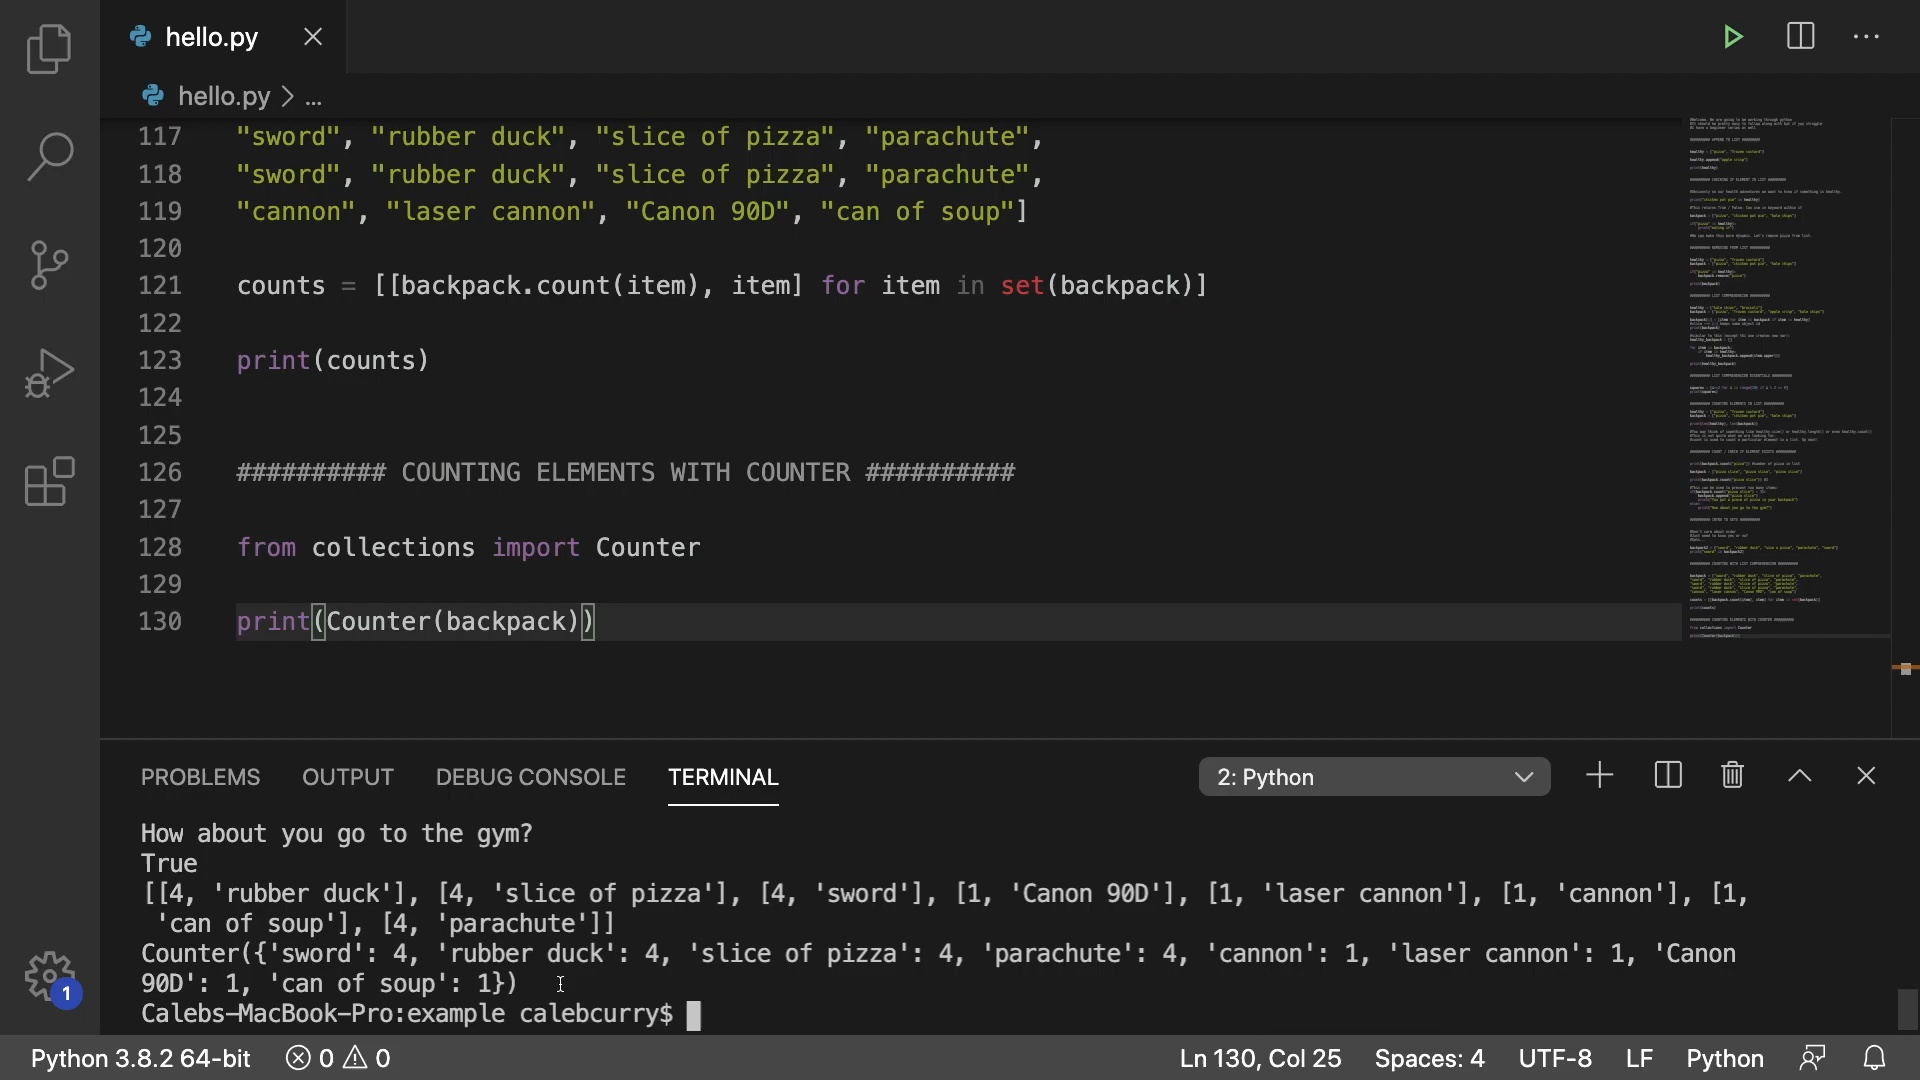 hello.py
hello.py > ...
117 "sword", "rubber duck", "slice of pizza", "parachute",
118 "sword", "rubber duck", "slice of pizza", "parachute",
119 "cannon", "laser cannon", "Canon 90D", "can of soup"]
120
121 counts = [[backpack.count(item), item] for item in set(backpack)]
122
123 print(counts)
124
125
126 ########## COUNTING ELEMENTS WITH COUNTER ##########
127
128 from collections import Counter
129
130 print(Counter(backpack))
PROBLEMS OUTPUT DEBUG CONSOLE TERMINAL 2: Python
How about you go to the gym?
True
[[4, 'rubber duck'], [4, 'slice of pizza'], [4, 'sword'], [1, 'Canon 90D'], [1, 'laser cannon'], [1, 'cannon'], [1,
 'can of soup'], [4, 'parachute']]
Counter({'sword': 4, 'rubber duck': 4, 'slice of pizza': 4, 'parachute': 4, 'cannon': 1, 'laser cannon': 1, 'Canon
90D': 1, 'can of soup': 1})
Calebs-MacBook-Pro:example calebcurry$
1
Python 3.8.2 64-bit 0 0 Ln 130, Col 25 Spaces: 4 UTF-8 LF Python